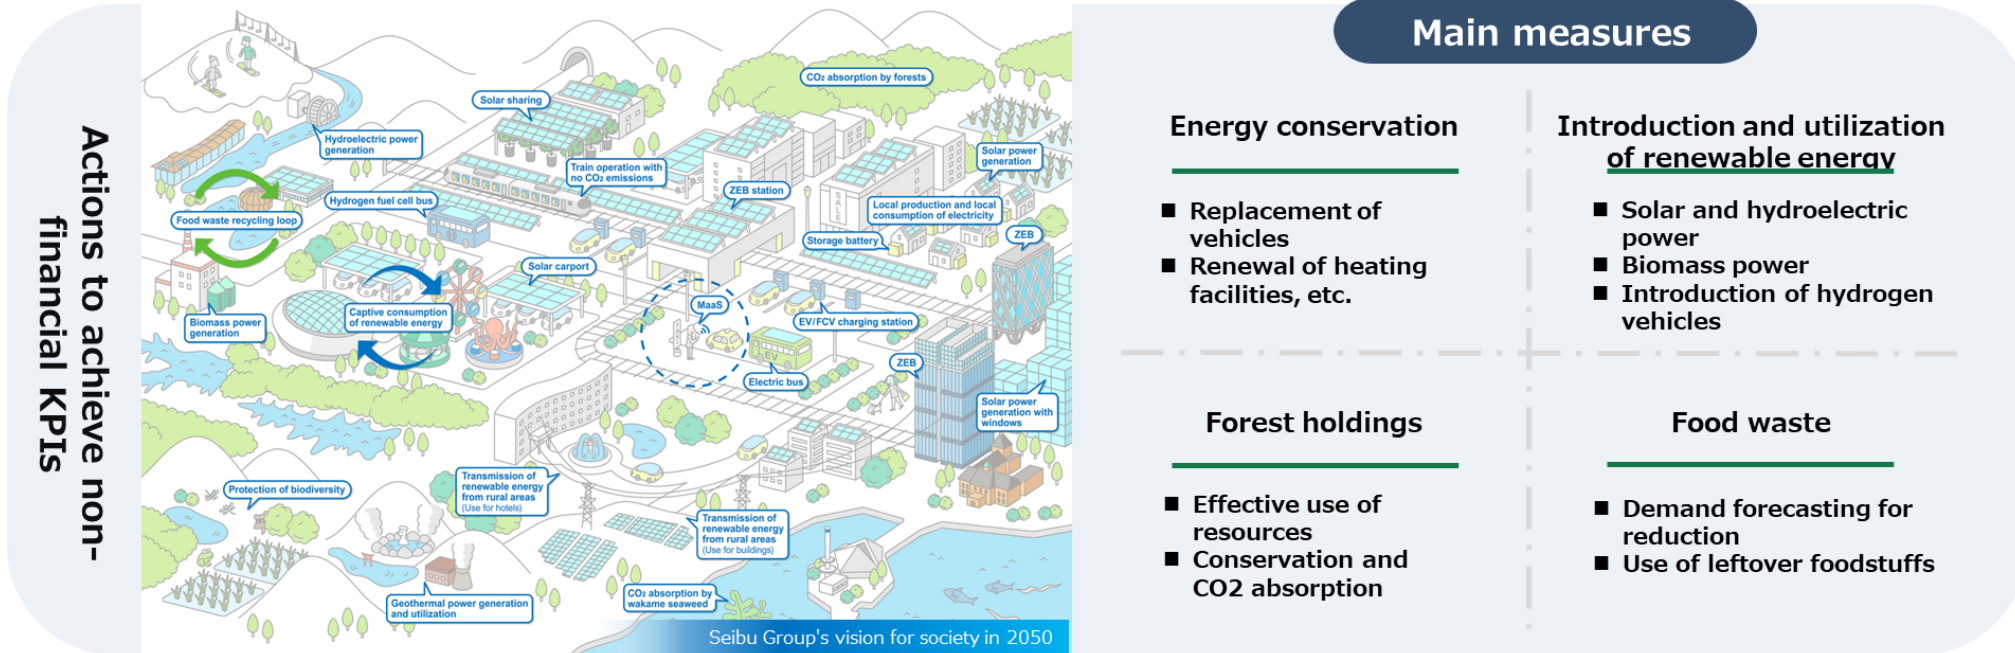 Actions to achieve non-
financial KPIs
CO2 absorption by forests
Solar sharing
Hydroelectric power
generation
Solar power
generation
Train operation with
no CO2 emissions
ZEB station
Hydrogen fuel cell bus
Local production and local
consumption of electricity
Food waste recycling loop
SALE
Storage battery
ZEB
Solar carport
MaaS
Captive consumption
of renewable energy
Biomass power
generation
EV/FCV charging station
EV
ZEB
Electric bus
Solar power
generation with
windows
Protection of biodiversity
Transmission of
renewable energy
from rural areas
(Use for hotels)
Transmission of
renewable energy
from rural areas
(Use for buildings)
Geothermal power generation
and utilization
CO2 absorption by
wakame seaweed
Seibu Group's vision for society in 2050
Main measures
Energy conservation
■ Replacement of
vehicles
■ Renewal of heating
facilities, etc.
Introduction and utilization
of renewable energy
■ Solar and hydroelectric
power
■ Biomass power
■ Introduction of hydrogen
vehicles
Forest holdings
■ Effective use of
resources
■ Conservation and
CO2 absorption
Food waste
■ Demand forecasting for
reduction
■ Use of leftover foodstuffs